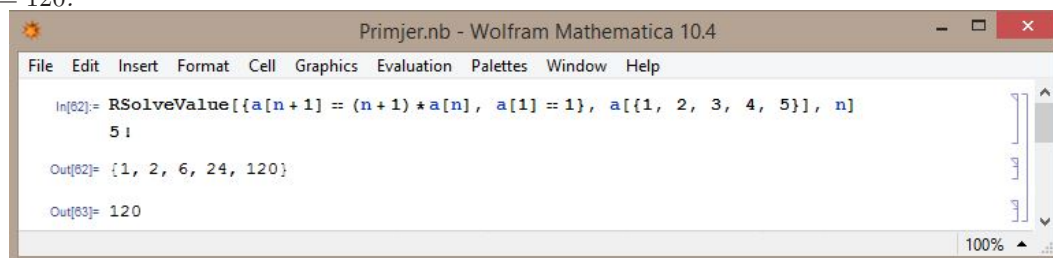 = 120.
Primjer.nb - Wolfram Mathematica 10.4
File Edit Insert Format Cell Graphics Evaluation Palettes Window Help
In[62]:= RSolveValue[{a[n + 1] == (n + 1) * a[n], a[1] == 1}, a[{1, 2, 3, 4, 5}], n]
5!
Out[62]= {1, 2, 6, 24, 120}
Out[63]= 120
100%